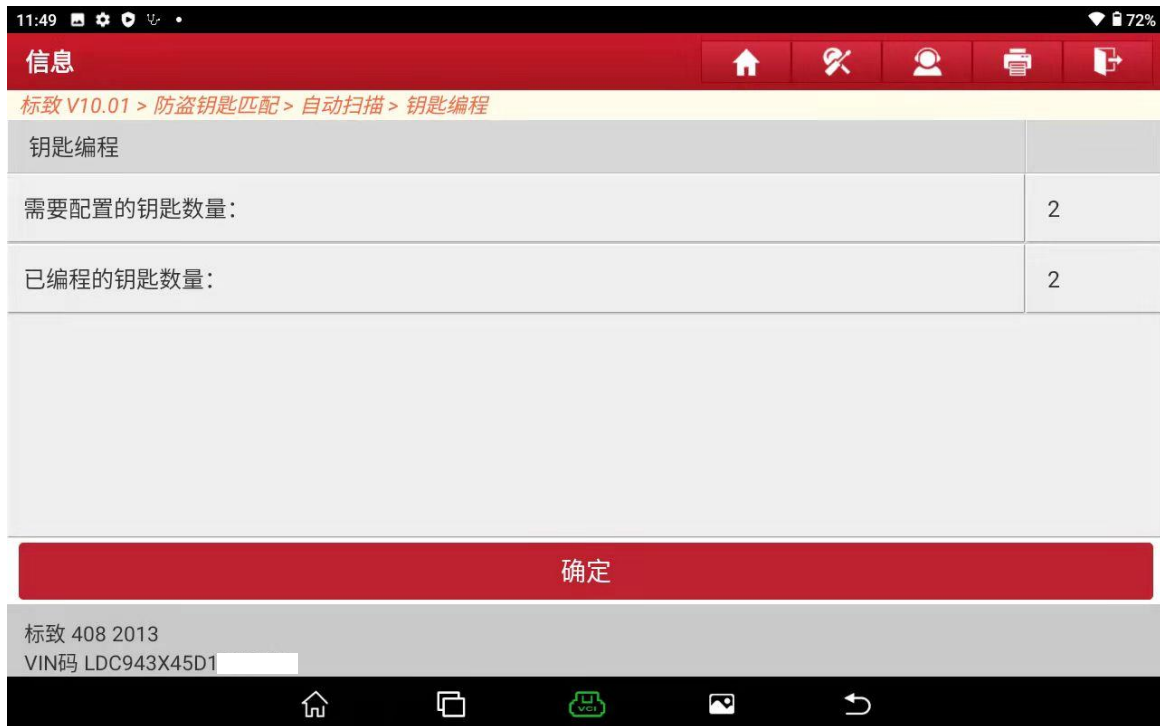 11:49
72%
信息
标致 V10.01 > 防盗钥匙匹配 > 自动扫描 > 钥匙编程
钥匙编程
需要配置的钥匙数量： 2
已编程的钥匙数量： 2
确定
标致 408 2013
VIN码 LDC943X45D1
VCI